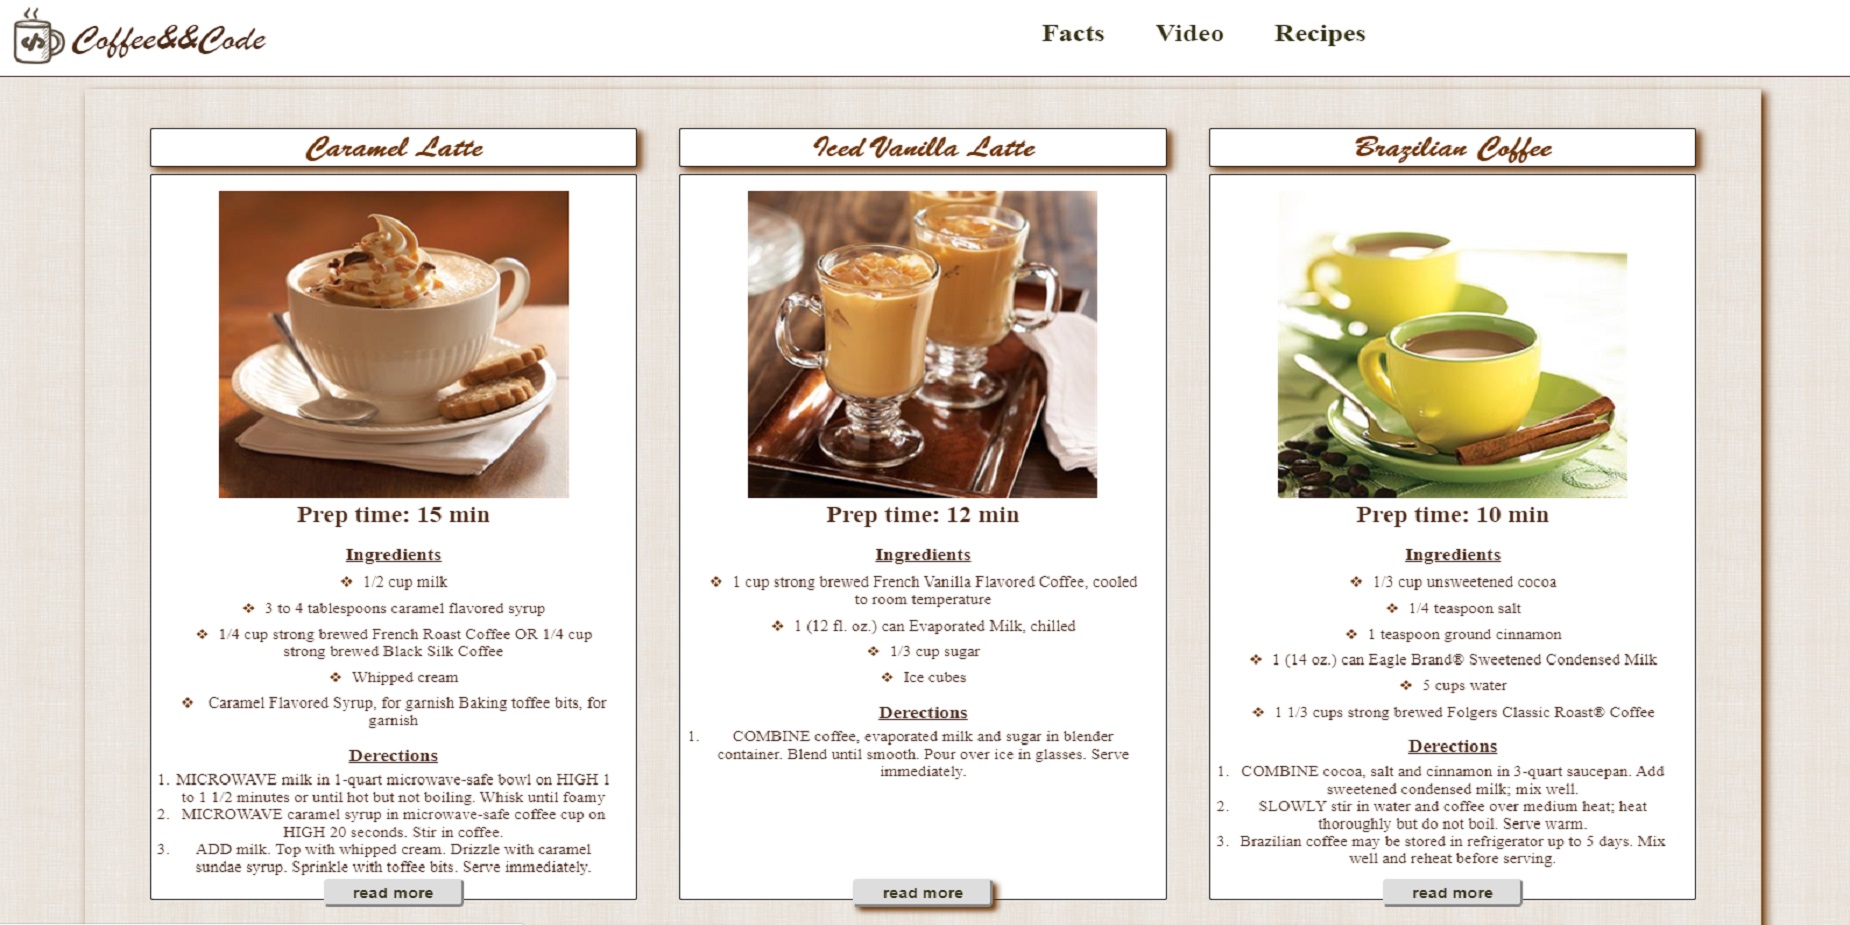 Coffee&&Code
Facts Video Recipes
Caramel Latte
Prep time: 15 min
Ingredients
❖ 1/2 cup milk
❖ 3 to 4 tablespoons caramel flavored syrup
❖ 1/4 cup strong brewed French Roast Coffee OR 1/4 cup
strong brewed Black Silk Coffee
❖ Whipped cream
❖ Caramel Flavored Syrup, for garnish Baking toffee bits, for
garnish
Derections
1. MICROWAVE milk in 1-quart microwave-safe bowl on HIGH 1
to 1 1/2 minutes or until hot but not boiling. Whisk until foamy
2. MICROWAVE caramel syrup in microwave-safe coffee cup on
HIGH 20 seconds. Stir in coffee.
3. ADD milk. Top with whipped cream. Drizzle with caramel
sundae syrup. Sprinkle with toffee bits. Serve immediately.
read more
Iced Vanilla Latte
Prep time: 12 min
Ingredients
❖ 1 cup strong brewed French Vanilla Flavored Coffee, cooled
to room temperature
❖ 1 (12 fl. oz.) can Evaporated Milk, chilled
❖ 1/3 cup sugar
❖ Ice cubes
Derections
1. COMBINE coffee, evaporated milk and sugar in blender
container. Blend until smooth. Pour over ice in glasses. Serve
immediately.
read more
Brazilian Coffee
Prep time: 10 min
Ingredients
❖ 1/3 cup unsweetened cocoa
❖ 1/4 teaspoon salt
❖ 1 teaspoon ground cinnamon
❖ 1 (14 oz.) can Eagle Brand® Sweetened Condensed Milk
❖ 5 cups water
❖ 1 1/3 cups strong brewed Folgers Classic Roast® Coffee
Derections
1. COMBINE cocoa, salt and cinnamon in 3-quart saucepan. Add
sweetened condensed milk; mix well.
2. SLOWLY stir in water and coffee over medium heat; heat
thoroughly but do not boil. Serve warm.
3. Brazilian coffee may be stored in refrigerator up to 5 days. Mix
well and reheat before serving.
read more